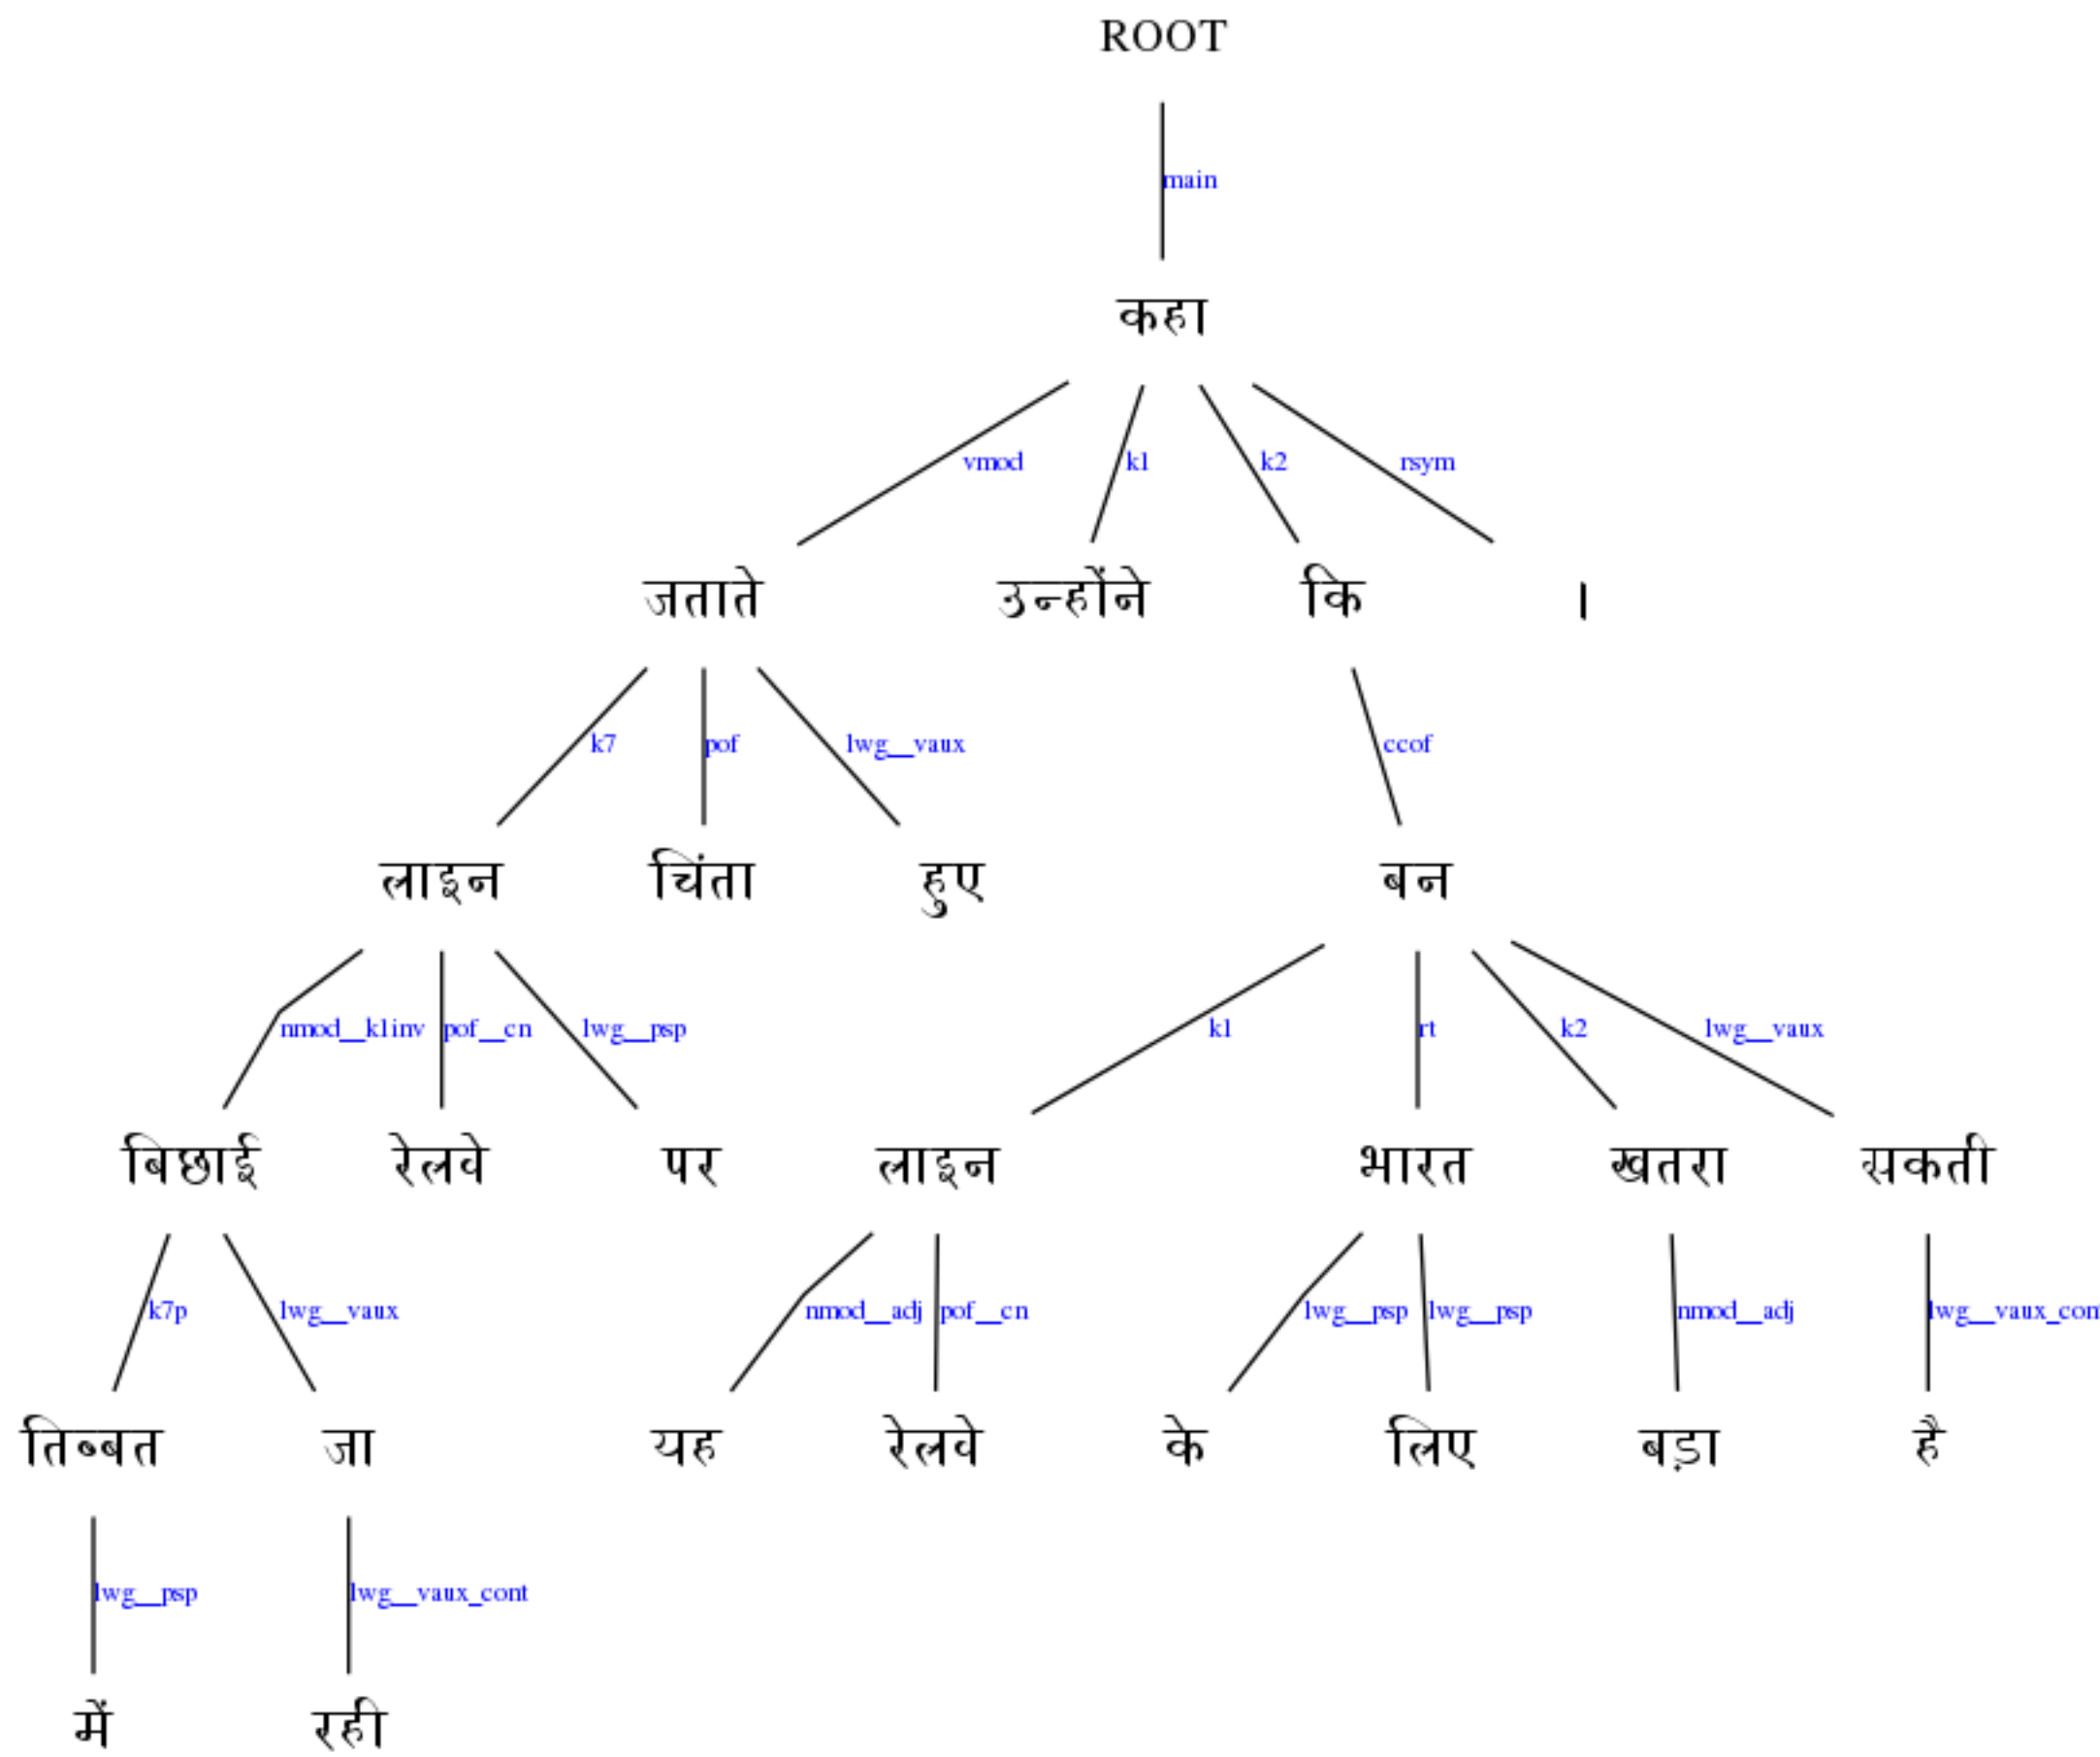 ROOT
main
कहा
vmod k1 k2 rsym
जताते उन्होंने कि ।
k7 pof lwg__vaux ccof
लाइन चिंता हुए बन
nmod__k1inv pof__cn lwg__psp k1 rt k2 lwg__vaux
बिछाई रेलवे पर लाइन भारत खतरा सकती
k7p lwg__vaux nmod__adj pof__cn lwg__psp lwg__psp nmod__adj lwg__vaux_con
तिब्बत जा यह रेलवे के लिए बड़ा है
lwg__psp lwg__vaux_cont
में रही